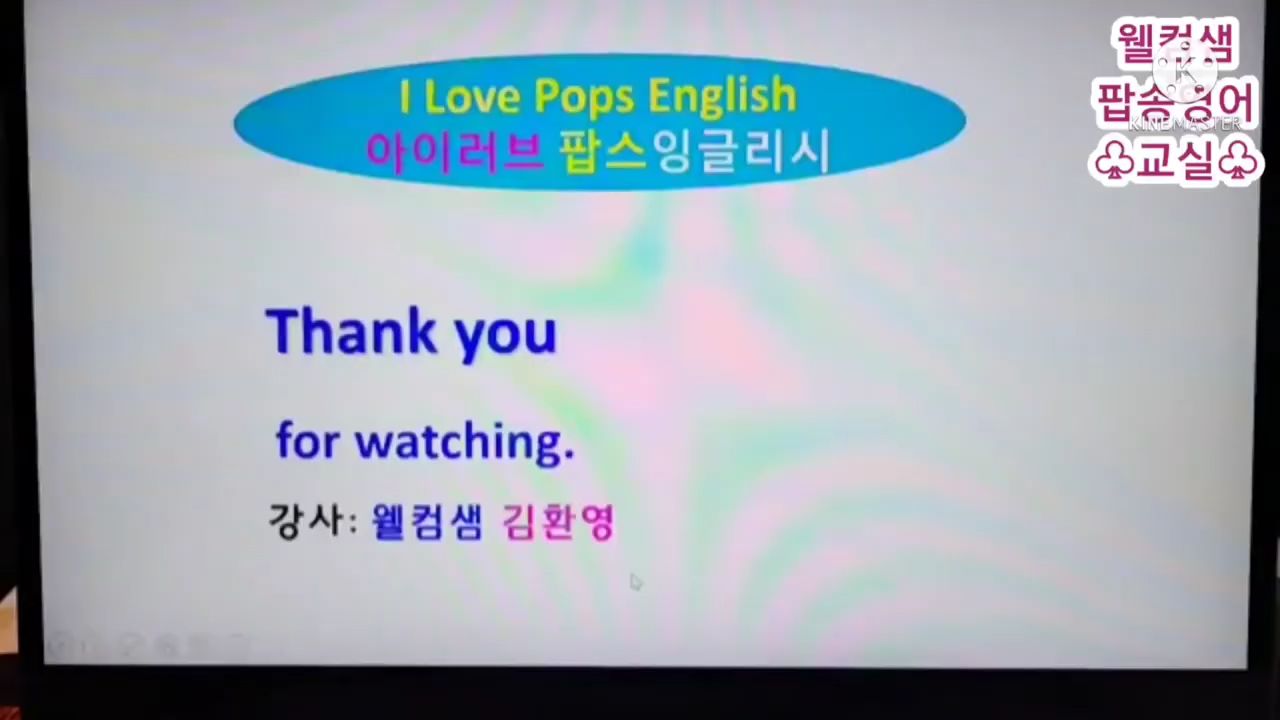 I Love Pops English
아이러브 팝스잉글리시
Thank you
for watching.
강사: 웰컴샘 김환영
웰컴샘
팝송영어
♧교실♧
KINEMASTER